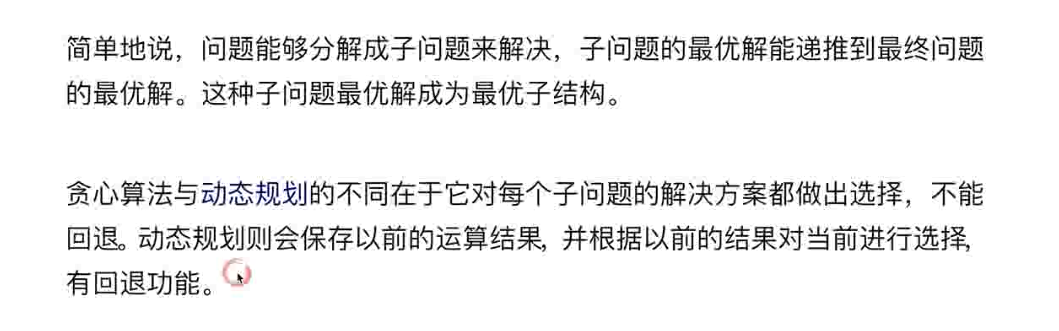 简单地说，问题能够分解成子问题来解决，子问题的最优解能递推到最终问题
的最优解。这种子问题最优解成为最优子结构。
贪心算法与动态规划的不同在于它对每个子问题的解决方案都做出选择，不能
回退。动态规划则会保存以前的运算结果，并根据以前的结果对当前进行选择，
有回退功能。